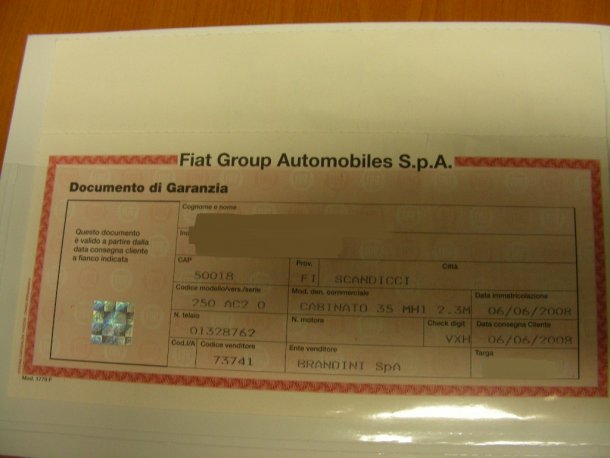 Fiat Group Automobiles S.p.A.
Documento di Garanzia
Questo documento
è valido a partire dalla
data consegna cliente
a fianco indicata
Cognome e nome
CAP
Prov.
Città
50018
FI SCANDICCI
Codice modello/vers./serie
Mod. den. commerciale
Data immatricolazione
250 AC2 0
CABINATO 35 MH1 2.3M
06/06/2008
N. telaio
N. motore
Check digit
Data consegna Cliente
01328762
VXH
06/06/2008
Cod.I/A
Codice venditore
Ente venditore
Targa
73741
BRANDINI SpA
Mod. 1779 F